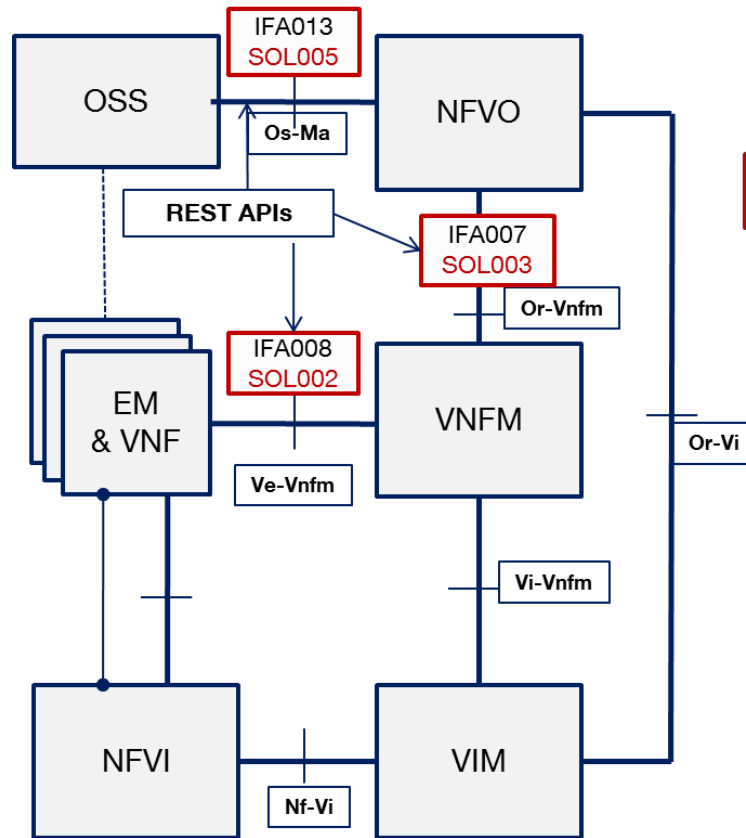 IFA013
SOL005
OSS
NFVO
Os-Ma
REST APIs
IFA007
SOL003
Or-Vnfm
IFA008
SOL002
EM
& VNF
VNFM
Or-Vi
Ve-Vnfm
Vi-Vnfm
NFVI
VIM
Nf-Vi